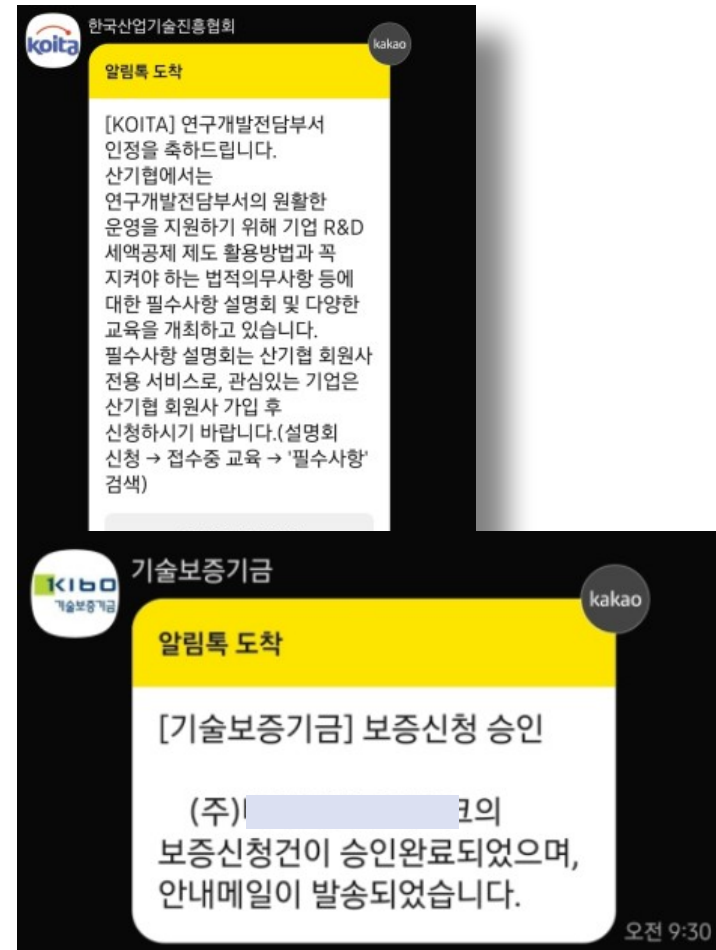 koita
한국산업기술진흥협회
kakao
알림톡 도착
[KOITA] 연구개발전담부서
인정을 축하드립니다.
산기협에서는
연구개발전담부서의 원활한
운영을 지원하기 위해 기업 R&D
세액공제 제도 활용방법과 꼭
지켜야 하는 법적의무사항 등에
대한 필수사항 설명회 및 다양한
교육을 개최하고 있습니다.
필수사항 설명회는 산기협 회원사
전용 서비스로, 관심있는 기업은
산기협 회원사 가입 후
신청하시기 바랍니다.(설명회
신청 → 접수중 교육 → '필수사항'
검색)
KIBO
기술보증기금
기술보증기금
kakao
알림톡 도착
[기술보증기금] 보증신청 승인
(주) 크의
보증신청건이 승인완료되었으며,
안내메일이 발송되었습니다.
오전 9:30